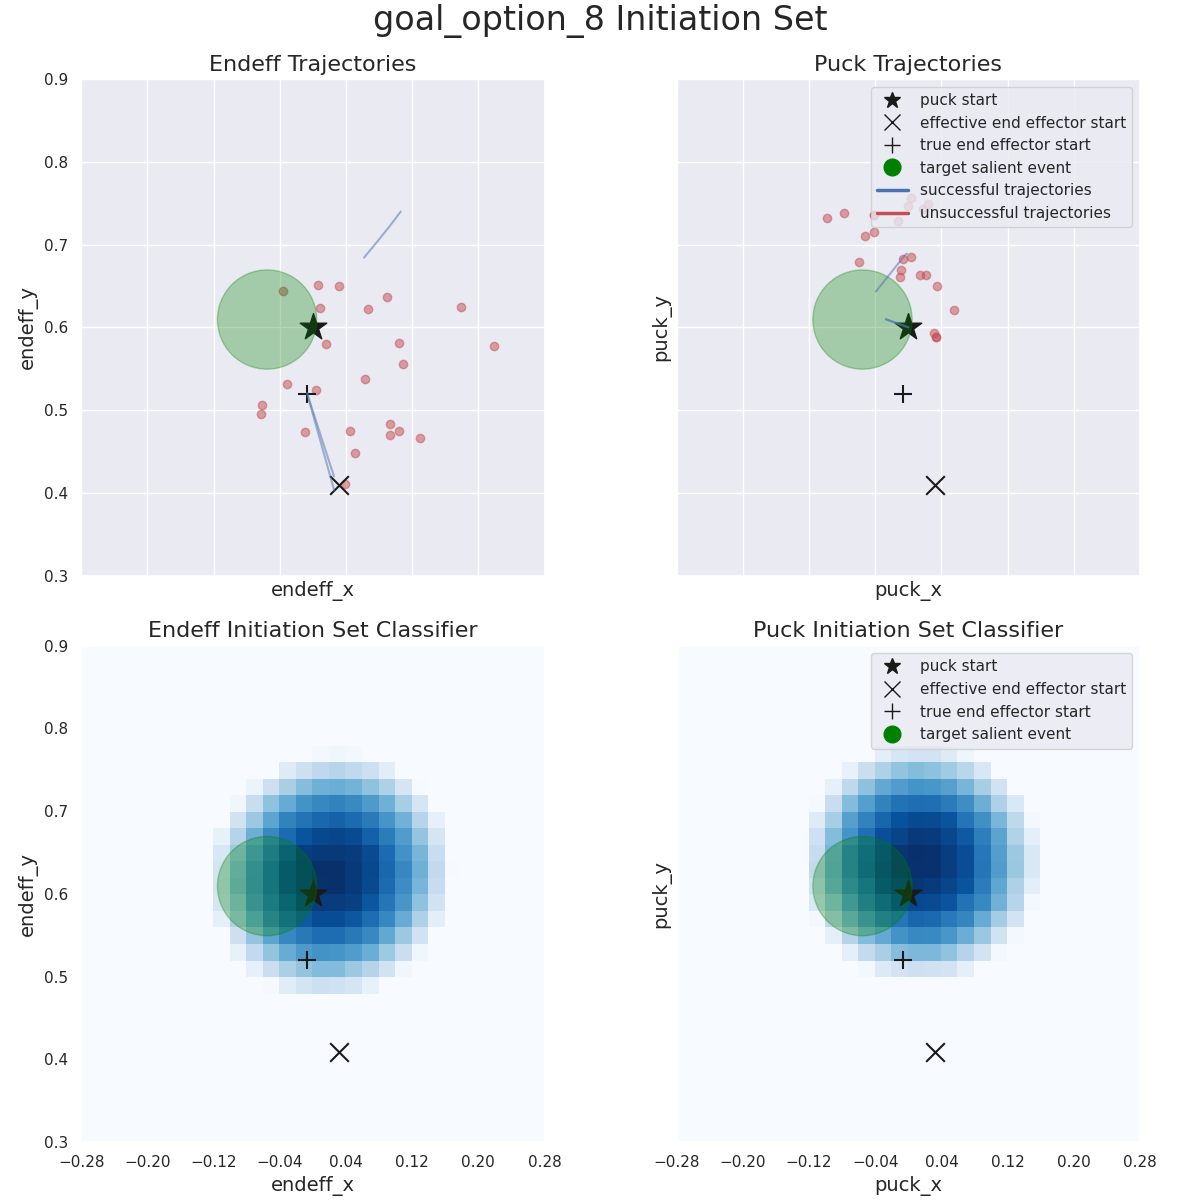 goal_option_8 Initiation Set
Endeff Trajectories
0.9
0.8
0.7
0.6
0.5
0.4
0.3
endeff_y
endeff_x
Puck Trajectories
puck start
effective end effector start
true end effector start
target salient event
successful trajectories
unsuccessful trajectories
puck_y
puck_x
Endeff Initiation Set Classifier
0.9
0.8
0.7
0.6
0.5
0.4
0.3
endeff_y
−0.28 −0.20 −0.12 −0.04 0.04 0.12 0.20 0.28
endeff_x
Puck Initiation Set Classifier
puck start
effective end effector start
true end effector start
target salient event
puck_y
−0.28 −0.20 −0.12 −0.04 0.04 0.12 0.20 0.28
puck_x